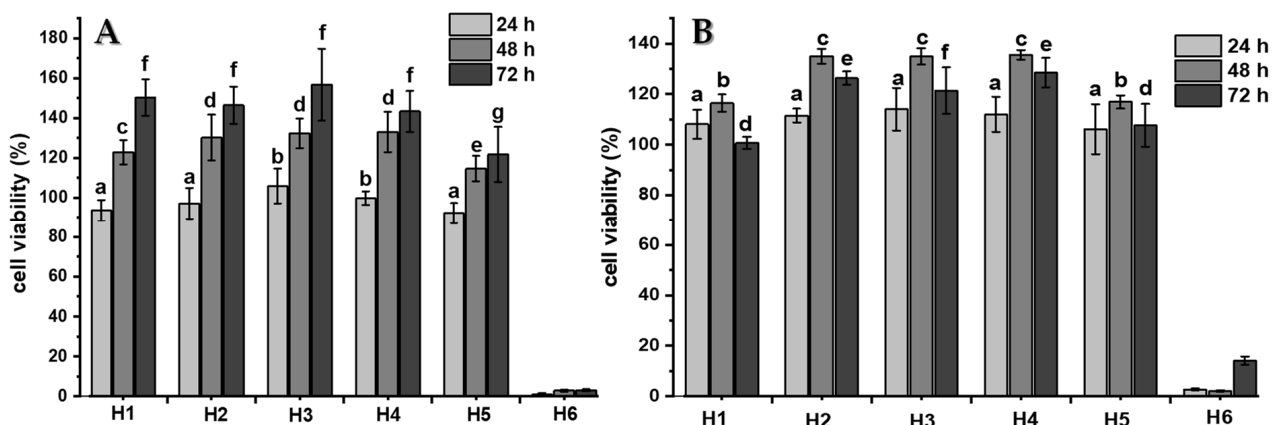 A
24 h
48 h
72 h
cell viability (%)
180
160
140
120
100
80
60
40
20
0
a c f
a d f
b d f
b d f
a e g
H1 H2 H3 H4 H5 H6
B
24 h
48 h
72 h
cell viability (%)
140
120
100
80
60
40
20
0
a b d
a c e
a c f
a c e
a b d
H1 H2 H3 H4 H5 H6